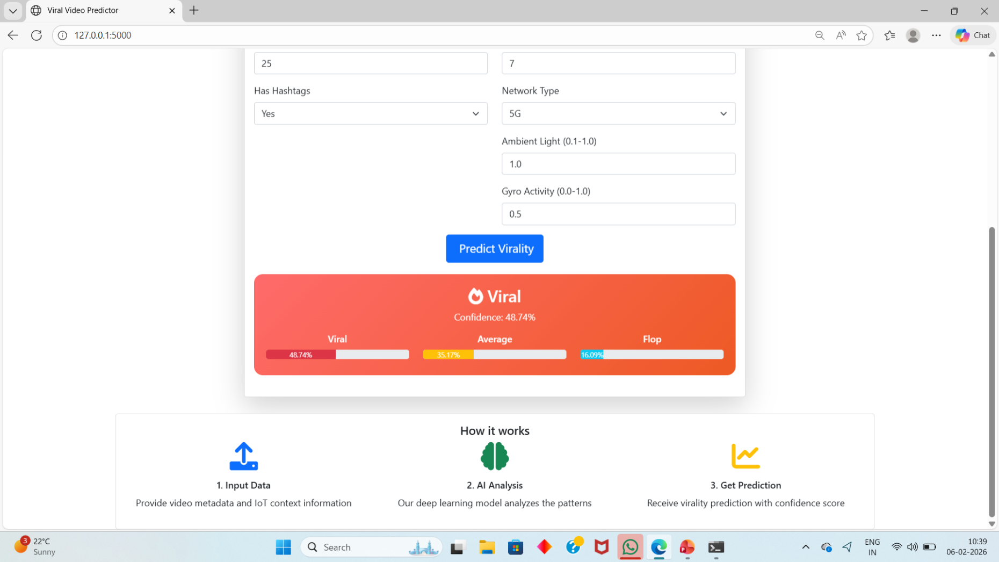 Viral Video Predictor
127.0.0.1:5000
Chat
25
7
Has Hashtags
Network Type
Yes
5G
Ambient Light (0.1-1.0)
1.0
Gyro Activity (0.0-1.0)
0.5
Predict Virality
Viral
Confidence: 48.74%
Viral
Average
Flop
48.74%
35.17%
16.09%
How it works
1. Input Data
2. AI Analysis
3. Get Prediction
Provide video metadata and IoT context information
Our deep learning model analyzes the patterns
Receive virality prediction with confidence score
3
22°C
Sunny
Search
ENG
IN
10:39
06-02-2026